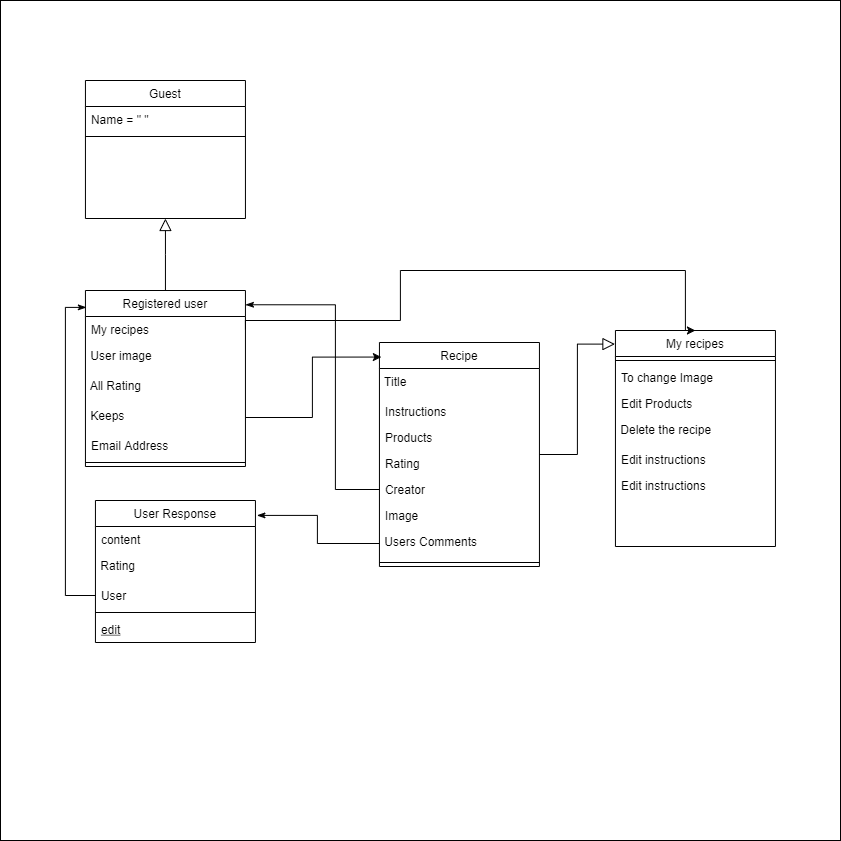 Guest
Name = " "
Registered user
My recipes
User image
All Rating
Keeps
Email Address
User Response
content
Rating
User
edit
Recipe
Title
Instructions
Products
Rating
Creator
Image
Users Comments
My recipes
To change Image
Edit Products
Delete the recipe
Edit instructions
Edit instructions